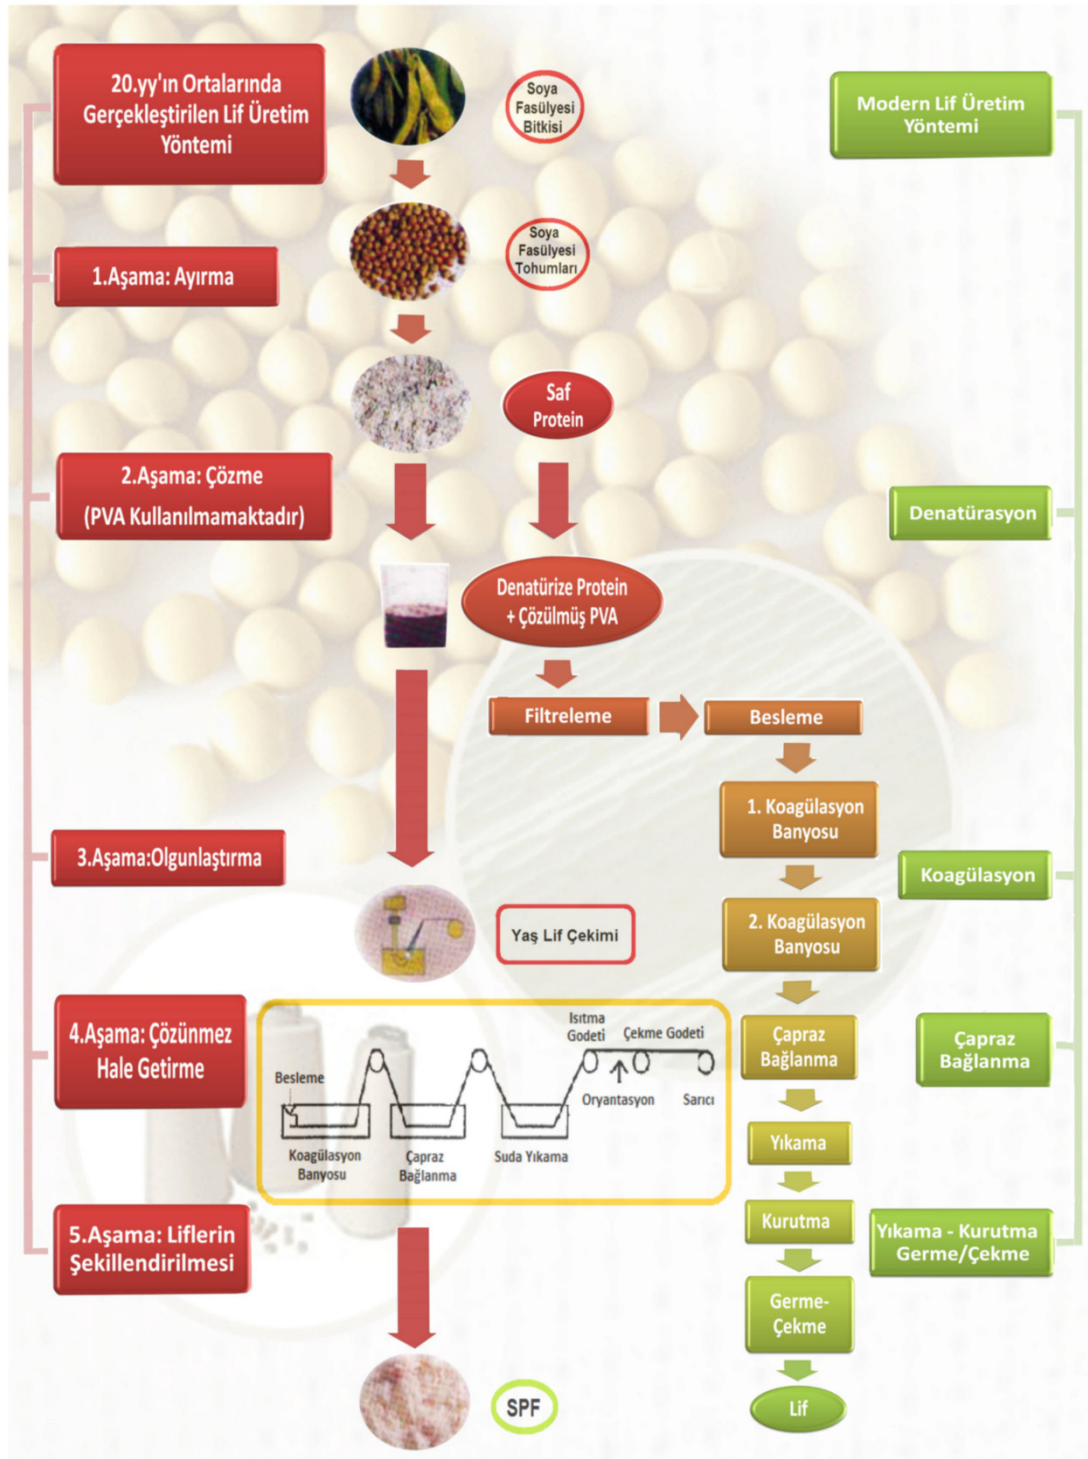 20.yy'ın Ortalarında
Gerçekleştirilen Lif Üretim
Yöntemi
Soya
Fasülyesi
Bitkisi
Modern Lif Üretim
Yöntemi
1.Aşama: Ayırma
Soya
Fasülyesi
Tohumları
Saf
Protein
2.Aşama: Çözme
(PVA Kullanılmamaktadır)
Denatürasyon
Denatürize Protein
+ Çözülmüş PVA
Filtreleme
Besleme
1. Koagülasyon
Banyosu
3.Aşama:Olgunlaştırma
Koagülasyon
Yaş Lif Çekimi
2. Koagülasyon
Banyosu
4.Aşama: Çözünmez
Hale Getirme
Besleme
Koagülasyon
Banyosu
Çapraz
Bağlanma
Suda Yıkama
Isıtma
Godeti
Çekme Godeti
Oryantasyon
Sarıcı
Çapraz
Bağlanma
Çapraz
Bağlanma
Yıkama
5.Aşama: Liflerin
Şekillendirilmesi
Kurutma
Yıkama - Kurutma
Germe/Çekme
Germe-
Çekme
SPF
Lif